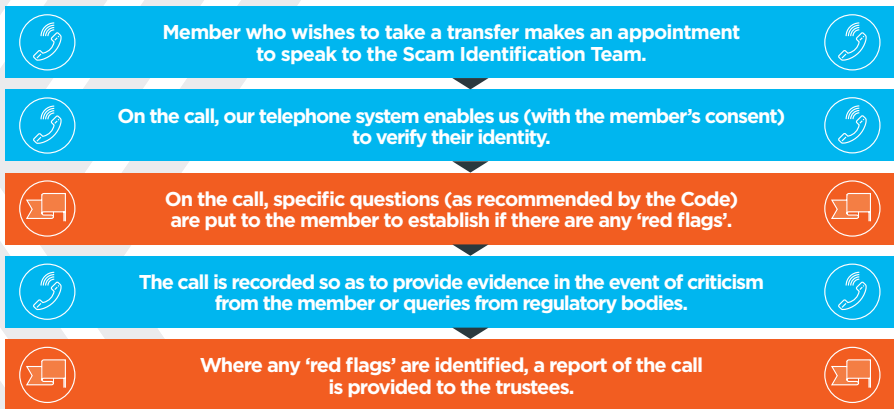 Member who wishes to take a transfer makes an appointment
to speak to the Scam Identification Team.
On the call, our telephone system enables us (with the member’s consent)
to verify their identity.
On the call, specific questions (as recommended by the Code)
are put to the member to establish if there are any ‘red flags’.
The call is recorded so as to provide evidence in the event of criticism
from the member or queries from regulatory bodies.
Where any ‘red flags’ are identified, a report of the call
is provided to the trustees.